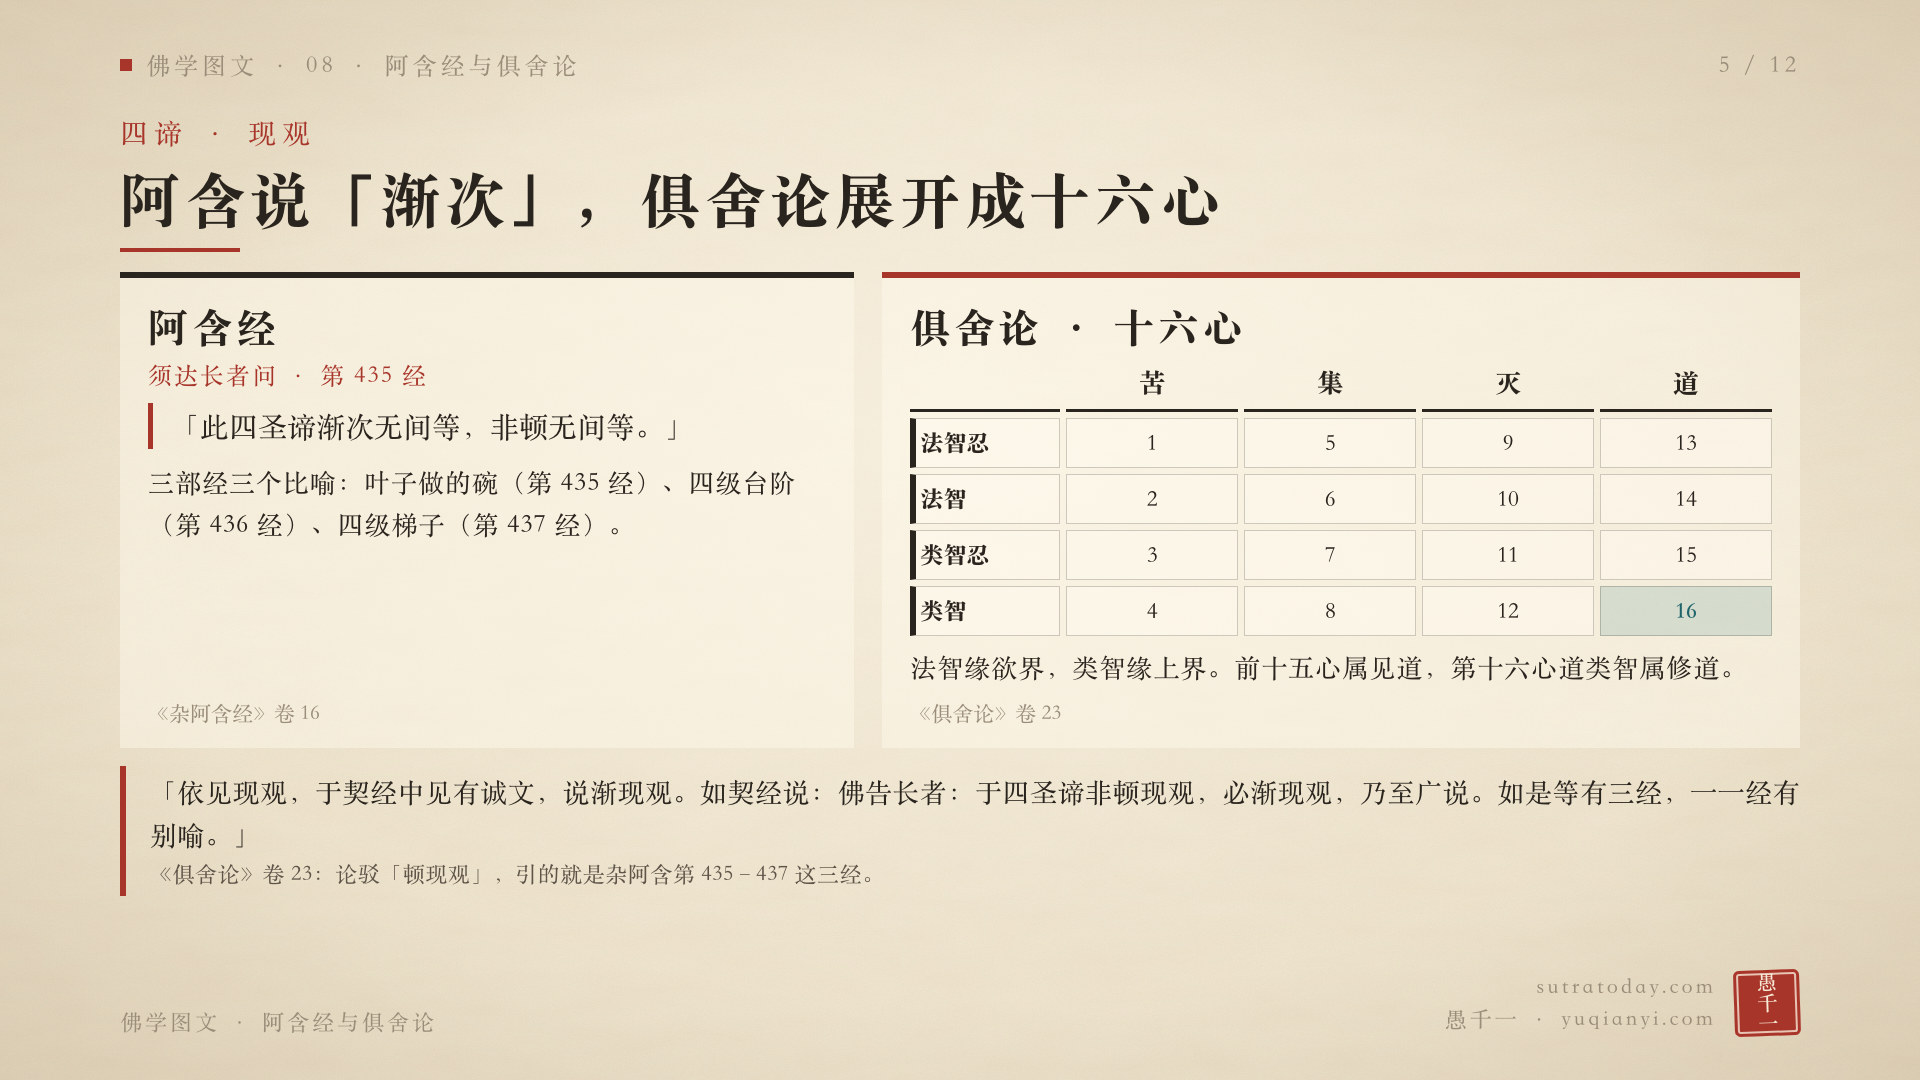 佛学图文 · 08 · 阿含经与俱舍论
5 / 12
四谛 · 现观
阿含说「渐次」，俱舍论展开成十六心
阿含经
须达长者问 · 第 435 经
「此四圣谛渐次无间等，非顿无间等。」
三部经三个比喻：叶子做的碗（第 435 经）、四级台阶
（第 436 经）、四级梯子（第 437 经）。
《杂阿含经》卷 16
俱舍论 · 十六心
苦 集 灭 道
法智忍 1 5 9 13
法智 2 6 10 14
类智忍 3 7 11 15
类智 4 8 12 16
法智缘欲界，类智缘上界。前十五心属见道，第十六心道类智属修道。
《俱舍论》卷 23
「依见现观，于契经中见有诚文，说渐现观。如契经说：佛告长者：于四圣谛非顿现观，必渐现观，乃至广说。如是等有三经，一一经有
别喻。」
《俱舍论》卷 23：论驳「顿现观」，引的就是杂阿含第 435 – 437 这三经。
佛学图文 · 阿含经与俱舍论
sutratoday.com
愚千一 · yuqianyi.com
愚千一